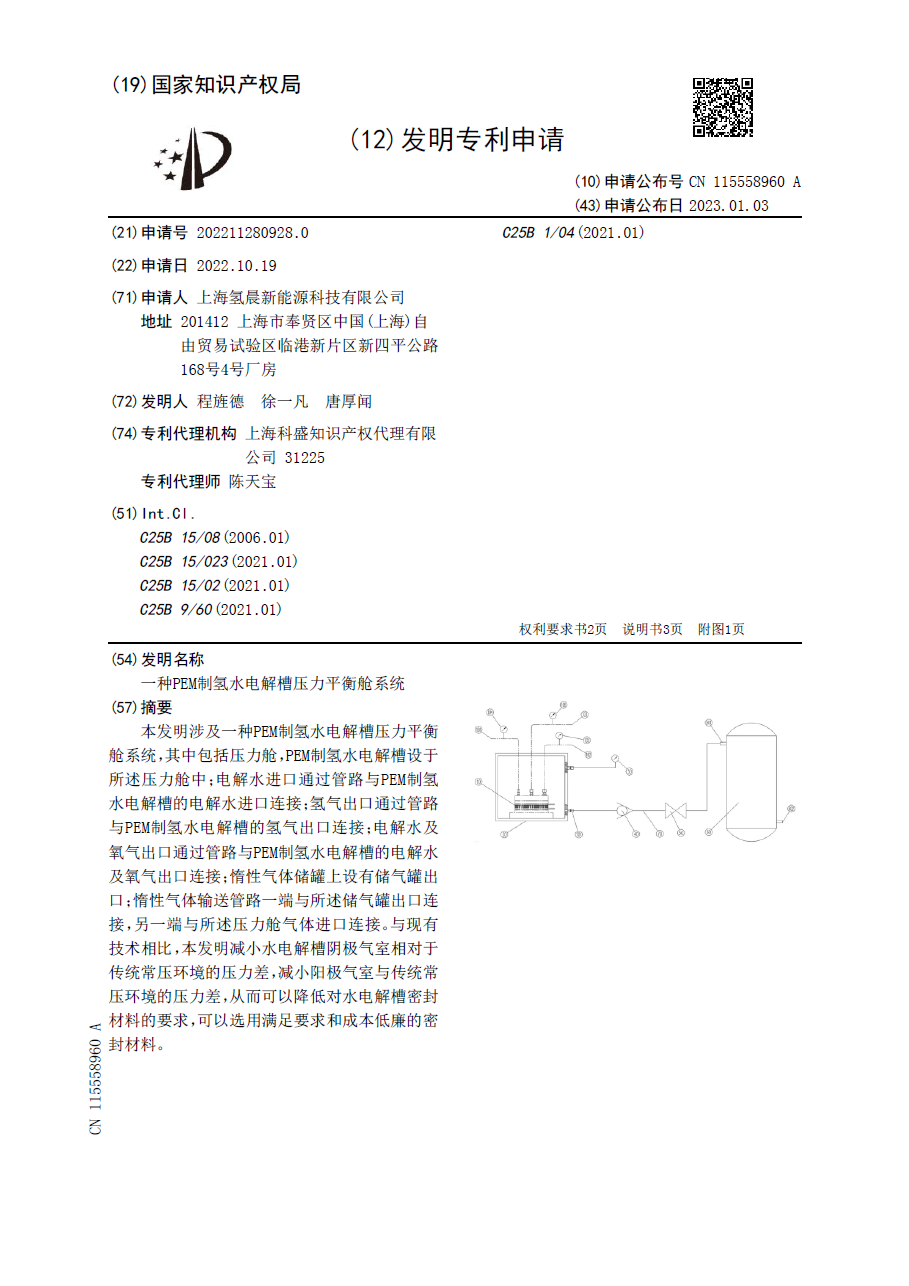 (19)国家知识产权局
(12)发明专利申请
(10)申请公布号 CN 115558960 A
(43)申请公布日 2023.01.03
(21)申请号 202211280928.0
(22)申请日 2022.10.19
(71)申请人 上海氢晨新能源科技有限公司
地址 201412 上海市奉贤区中国(上海)自
由贸易试验区临港新片区新四平公路
168号4号厂房
(72)发明人 程旌德 徐一凡 唐厚闻
(74)专利代理机构 上海科盛知识产权代理有限
公司 31225
专利代理师 陈天宝
(51)Int.Cl.
C25B 15/08(2006.01)
C25B 15/023(2021.01)
C25B 15/02(2021.01)
C25B 9/60(2021.01)
C25B 1/04(2021.01)
权利要求书2页 说明书3页 附图1页
(54)发明名称
一种PEM制氢水电解槽压力平衡舱系统
(57)摘要
本发明涉及一种PEM制氢水电解槽压力平衡
舱系统,其中包括压力舱,PEM制氢水电解槽设于
所述压力舱中;电解水进口通过管路与PEM制氢
水电解槽的电解水进口连接;氢气出口通过管路
与PEM制氢水电解槽的氢气出口连接;电解水及
氧气出口通过管路与PEM制氢水电解槽的电解水
及氧气出口连接;惰性气体储罐上设有储气罐出
口;惰性气体输送管路一端与所述储气罐出口连
接,另一端与所述压力舱气体进口连接。与现有
技术相比,本发明减小水电解槽阴极气室相对于
传统常压环境的压力差,减小阳极气室与传统常
压环境的压力差,从而可以降低对水电解槽密封
材料的要求,可以选用满足要求和成本低廉的密
封材料。
CN 115558960 A